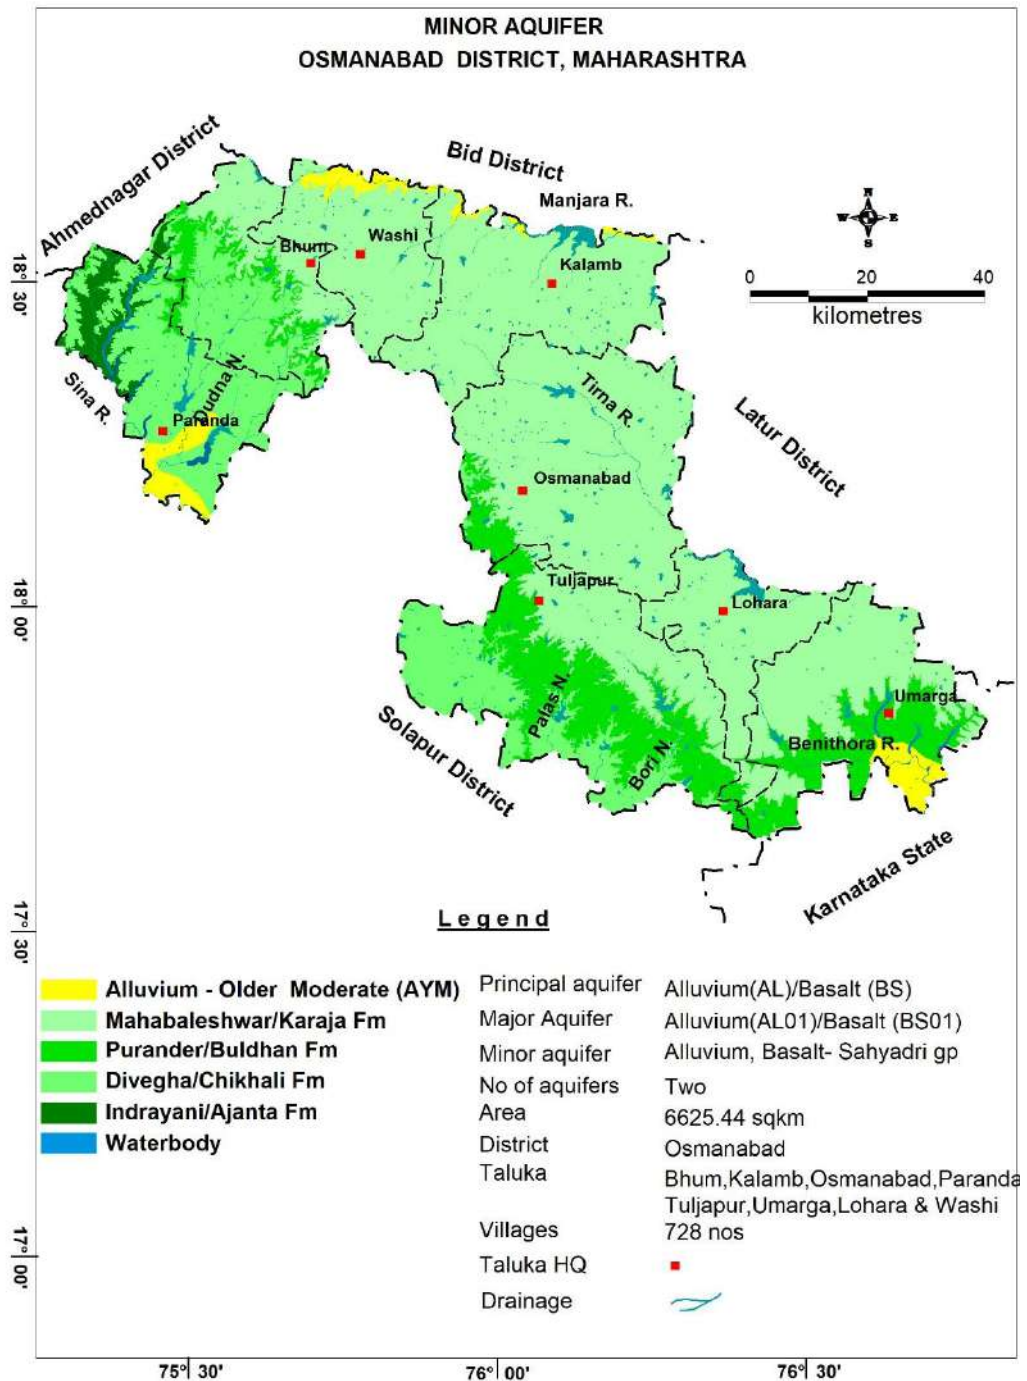 MINOR AQUIFER
OSMANABAD DISTRICT, MAHARASHTRA
Ahmednagar District
Bid District
Manjara R.
N
W E
S
Bhum
Washi
Kalamb
0 20 40
kilometres
18° 30'
Sina R.
Dudna N.
Paranda
Tirna R.
Latur District
Osmanabad
Tuljapur
Lohara
18° 00'
Umarga
Palas N.
Solapur District
Bori N.
Benithora R.
Karnataka State
17° 30'
Legend
Alluvium - Older Moderate (AYM)
Mahabaleshwar/Karaja Fm
Purander/Buldhan Fm
Divegha/Chikhali Fm
Indrayani/Ajanta Fm
Waterbody
Principal aquifer Alluvium(AL)/Basalt (BS)
Major Aquifer Alluvium(AL01)/Basalt (BS01)
Minor aquifer Alluvium, Basalt- Sahyadri gp
No of aquifers Two
Area 6625.44 sqkm
District Osmanabad
Taluka Bhum,Kalamb,Osmanabad,Paranda
Tuljapur,Umarga,Lohara & Washi
Villages 728 nos
Taluka HQ
Drainage
17° 00'
75° 30' 76° 00' 76° 30'